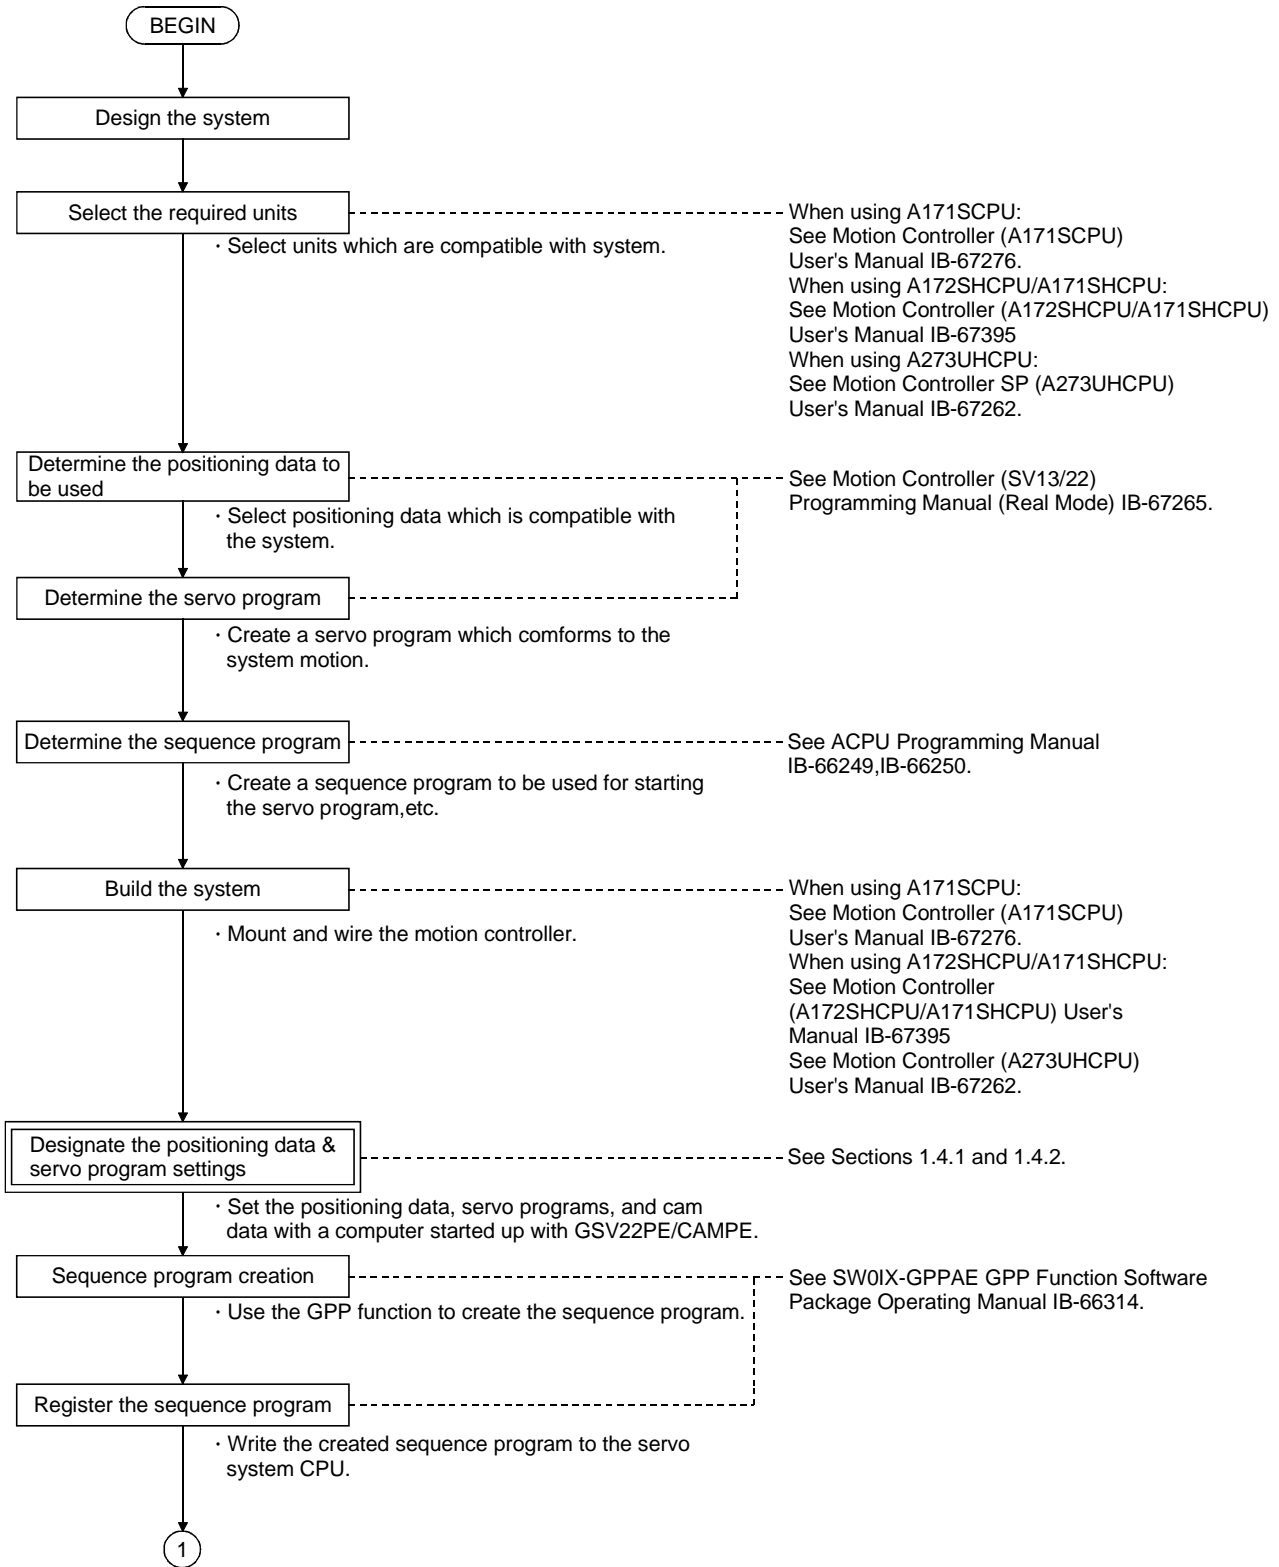 BEGIN
Design the system
Select the required units
· Select units which are compatible with system.
When using A171SCPU:
See Motion Controller (A171SCPU)
User's Manual IB-67276.
When using A172SHCPU/A171SHCPU:
See Motion Controller (A172SHCPU/A171SHCPU)
User's Manual IB-67395
When using A273UHCPU:
See Motion Controller SP (A273UHCPU)
User's Manual IB-67262.
Determine the positioning data to
be used
· Select positioning data which is compatible with
the system.
See Motion Controller (SV13/22)
Programming Manual (Real Mode) IB-67265.
Determine the servo program
· Create a servo program which comforms to the
system motion.
Determine the sequence program
· Create a sequence program to be used for starting
the servo program,etc.
See ACPU Programming Manual
IB-66249,IB-66250.
Build the system
· Mount and wire the motion controller.
When using A171SCPU:
See Motion Controller (A171SCPU)
User's Manual IB-67276.
When using A172SHCPU/A171SHCPU:
See Motion Controller
(A172SHCPU/A171SHCPU) User's
Manual IB-67395
See Motion Controller (A273UHCPU)
User's Manual IB-67262.
Designate the positioning data &
servo program settings
See Sections 1.4.1 and 1.4.2.
· Set the positioning data, servo programs, and cam
data with a computer started up with GSV22PE/CAMPE.
Sequence program creation
· Use the GPP function to create the sequence program.
See SW0IX-GPPAE GPP Function Software
Package Operating Manual IB-66314.
Register the sequence program
· Write the created sequence program to the servo
system CPU.
1